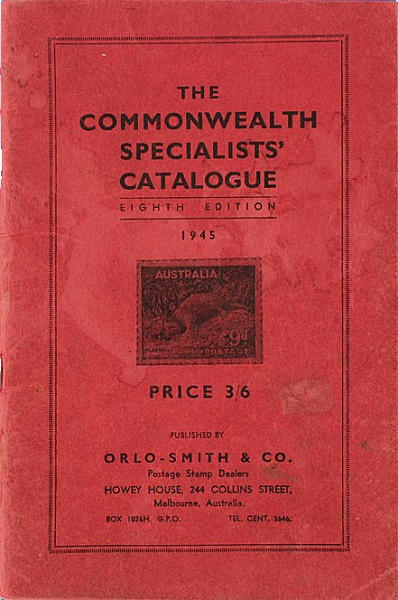 THE
COMMONWEALTH
SPECIALISTS'
CATALOGUE
EIGHTH EDITION
1945
AUSTRALIA
9d
POSTAGE
PRICE 3/6
PUBLISHED BY
ORLO-SMITH & CO.
Postage Stamp Dealers
HOWEY HOUSE, 244 COLLINS STREET,
Melbourne, Australia.
BOX 1026H, G.P.O. TEL. CENT. 3646.